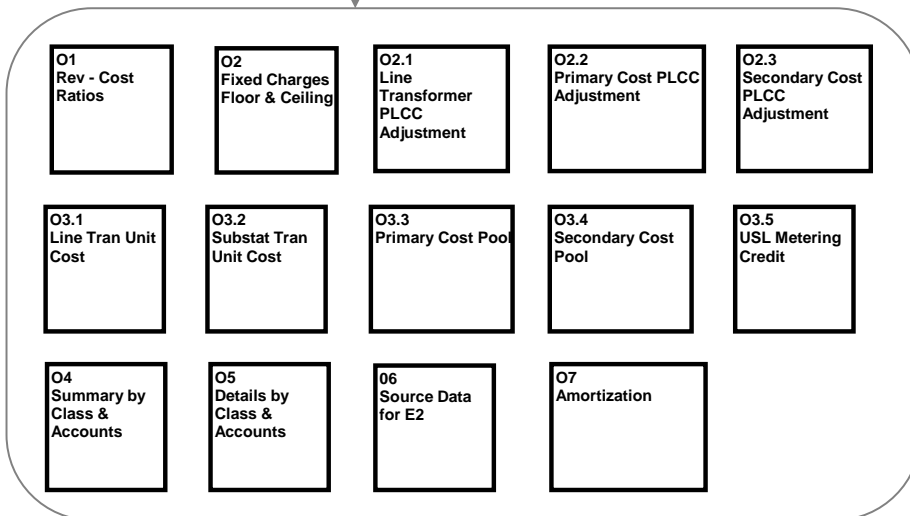 O1
Rev - Cost
Ratios
O2
Fixed Charges
Floor & Ceiling
O2.1
Line
Transformer
PLCC
Adjustment
O2.2
Primary Cost PLCC
Adjustment
O2.3
Secondary Cost
PLCC
Adjustment
O3.1
Line Tran Unit
Cost
O3.2
Substat Tran
Unit Cost
O3.3
Primary Cost Pool
O3.4
Secondary Cost
Pool
O3.5
USL Metering
Credit
O4
Summary by
Class &
Accounts
O5
Details by
Class &
Accounts
06
Source Data
for E2
O7
Amortization